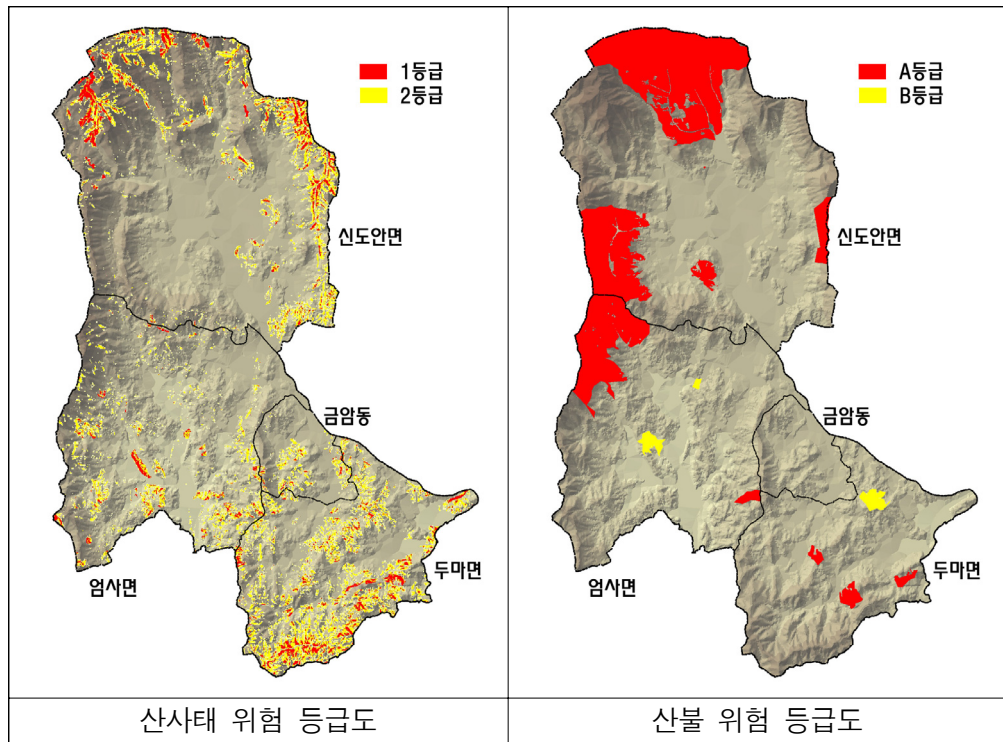 1등급
2등급
신도안면
금암동
엄사면
두마면
A등급
B등급
신도안면
금암동
엄사면
두마면
산사태 위험 등급도
산불 위험 등급도